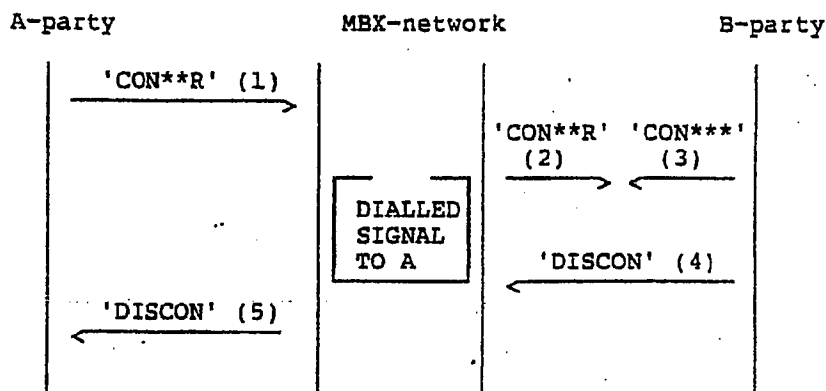 A-party MBX-network B-party
'CON**R' (1)
'CON**R' 'CON***'
(2) (3)
DIALLED
SIGNAL
TO A
'DISCON' (4)
'DISCON' (5)